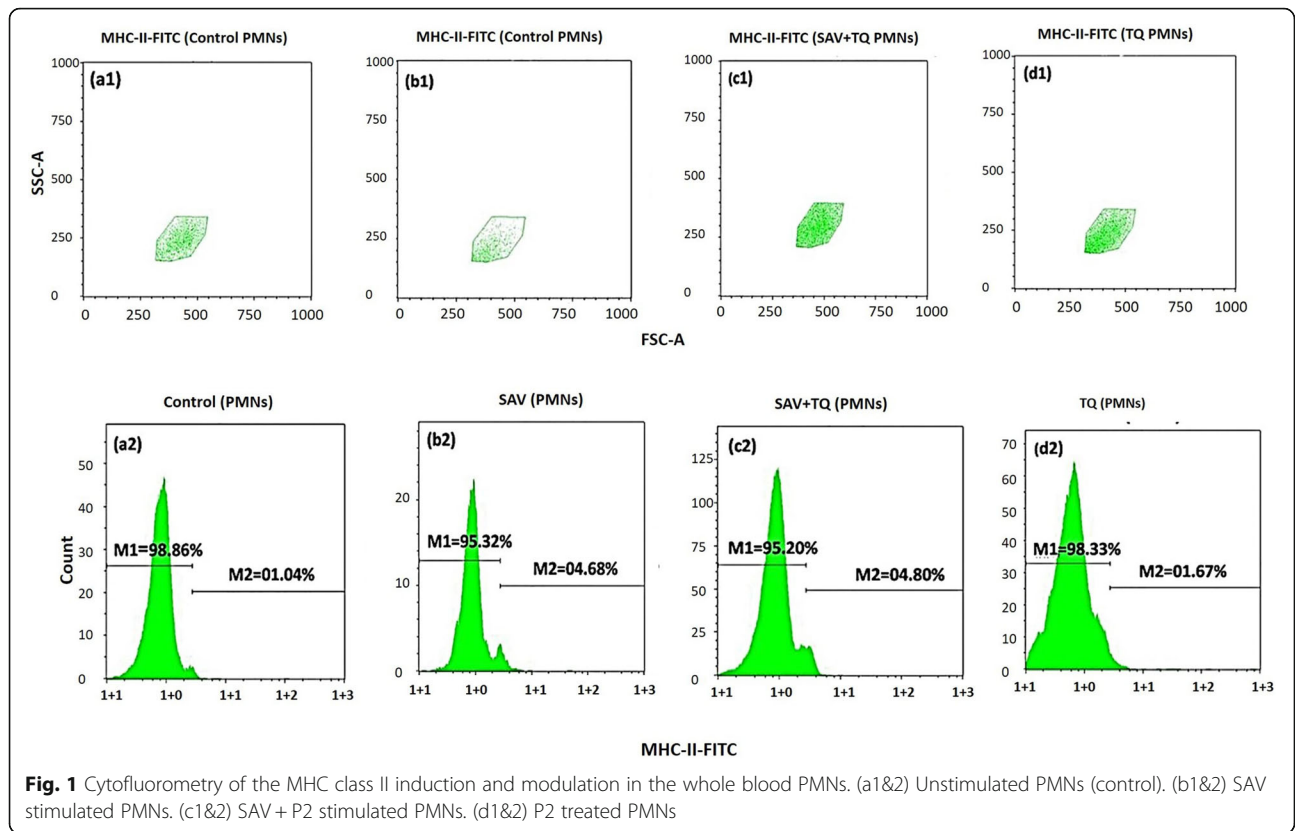 MHC-II-FITC (Control PMNs)
MHC-II-FITC (Control PMNs)
MHC-II-FITC (SAV+TQ PMNs)
MHC-II-FITC (TQ PMNs)
(a1)
(b1)
(c1)
(d1)
1000
750
500
250
0
0 250 500 750 1000
1000
750
500
250
0
0 250 500 750 1000
1000
750
500
250
0
0 250 500 750 1000
1000
750
500
250
0
0 250 500 750 1000
SSC-A
FSC-A
Control (PMNs)
(a2)
M1=98.86%
M2=01.04%
50
40
30
20
10
0
1+1 1+0 1+1 1+2 1+3
SAV (PMNs)
(b2)
M1=95.32%
M2=04.68%
20
10
0
1+1 1+0 1+1 1+2 1+3
SAV+TQ (PMNs)
(c2)
M1=95.20%
M2=04.80%
125
100
75
50
25
0
1+1 1+0 1+1 1+2 1+3
TQ (PMNs)
(d2)
M1=98.33%
M2=01.67%
70
60
50
40
30
20
10
0
1+1 1+0 1+1 1+2 1+3
Count
MHC-II-FITC
Fig. 1 Cytofluorometry of the MHC class II induction and modulation in the whole blood PMNs. (a1&2) Unstimulated PMNs (control). (b1&2) SAV
stimulated PMNs. (c1&2) SAV + P2 stimulated PMNs. (d1&2) P2 treated PMNs